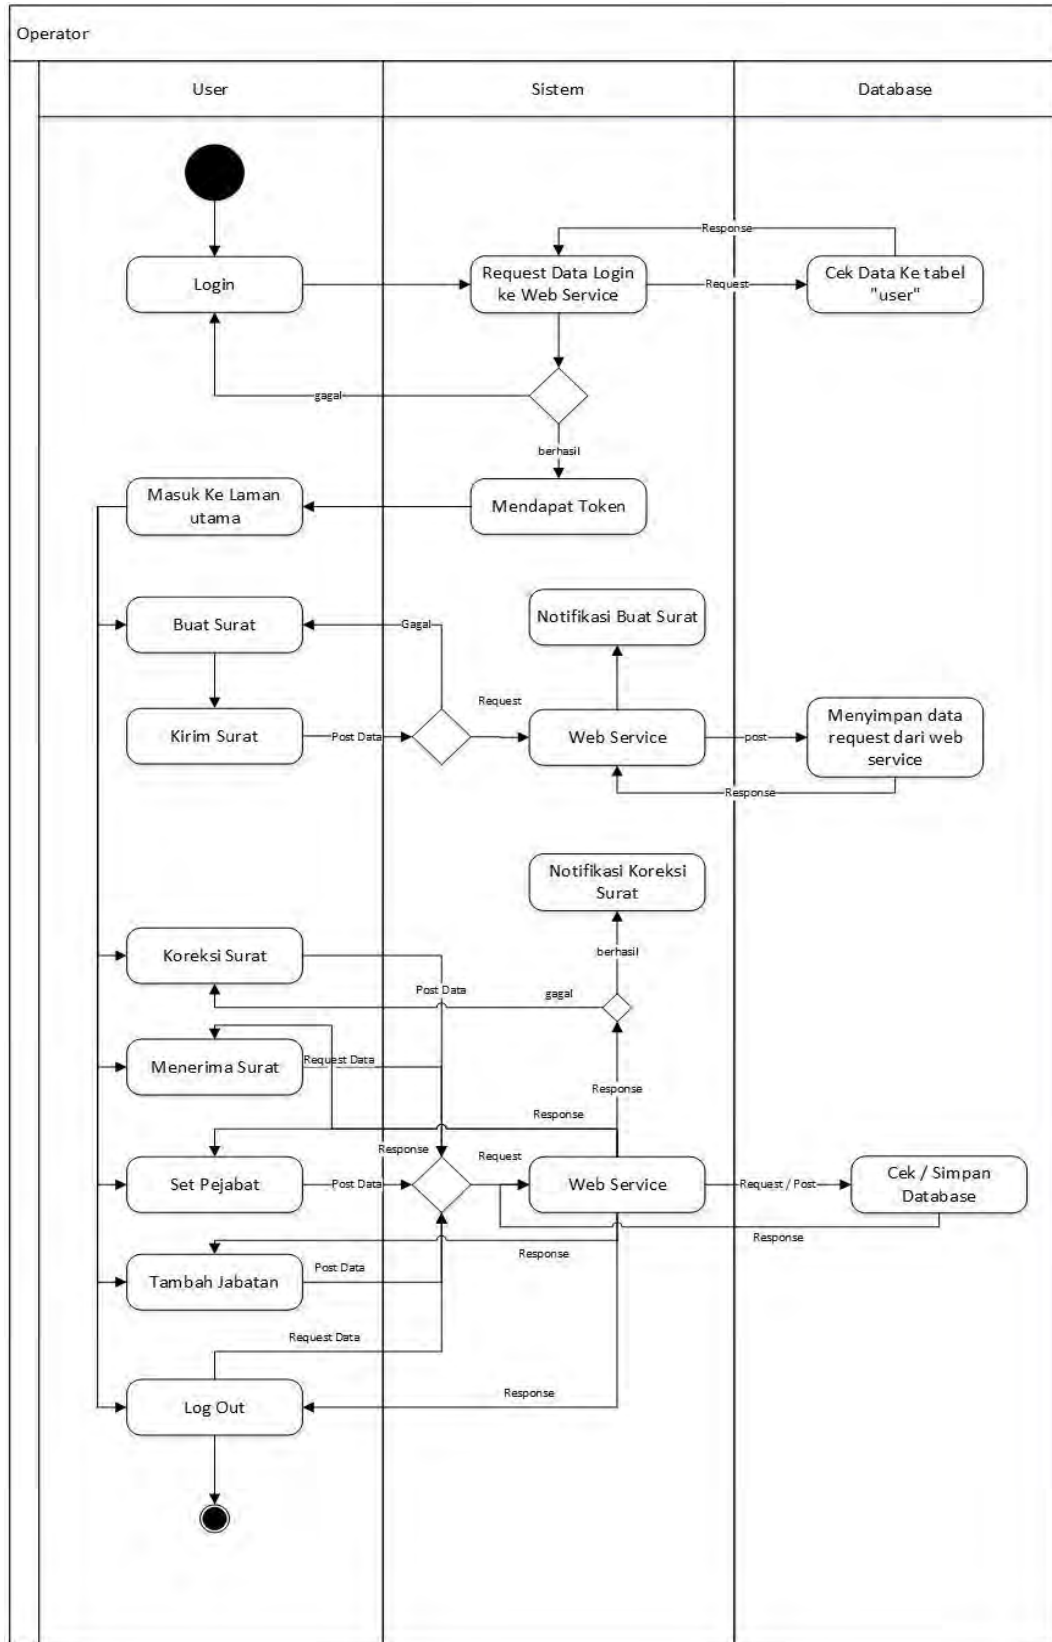 Operator
User
Sistem
Database
Response
Login
Request Data Login
ke Web Service
Request
Cek Data Ke tabel
"user"
gagal
berhasil
Masuk Ke Laman
utama
Mendapat Token
Notifikasi Buat Surat
Buat Surat
Gagal
Request
Kirim Surat
Post Data
Web Service
post
Menyimpan data
request dari web
service
Response
Notifikasi Koreksi
Surat
berhasil
Koreksi Surat
Post Data
gagal
Menerima Surat
Request Data
Response
Response
Response
Request
Set Pejabat
Post Data
Web Service
Request / Post
Cek / Simpan
Database
Response
Response
Tambah Jabatan
Post Data
Request Data
Response
Log Out